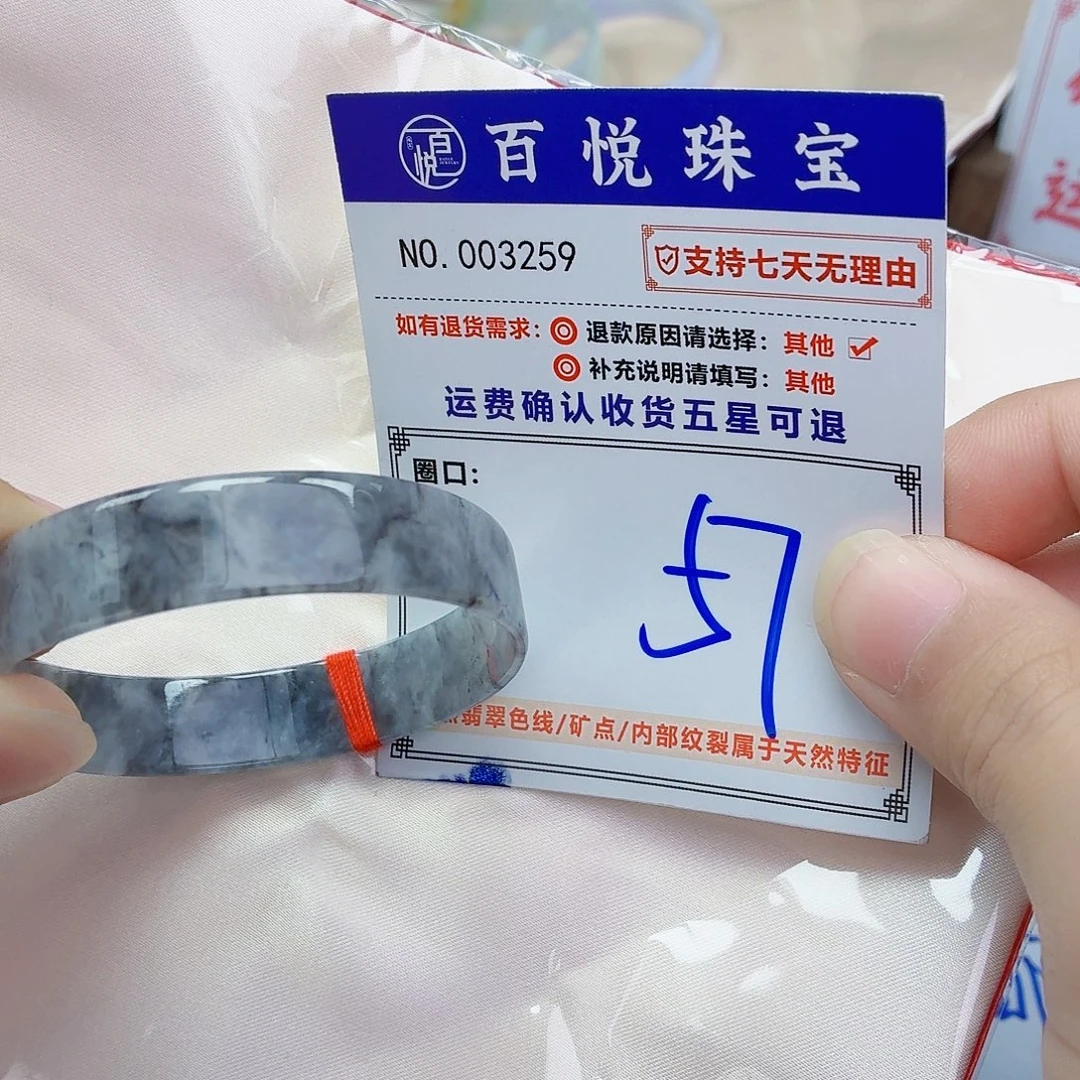 百悦珠宝
NO. 003259
支持七天无理由
如有退货需求: 退款原因请选择: 其他
补充说明请填写: 其他
运费确认收货五星可退
圈口:
57
翡翠色线/矿点/内部纹裂属于天然特征